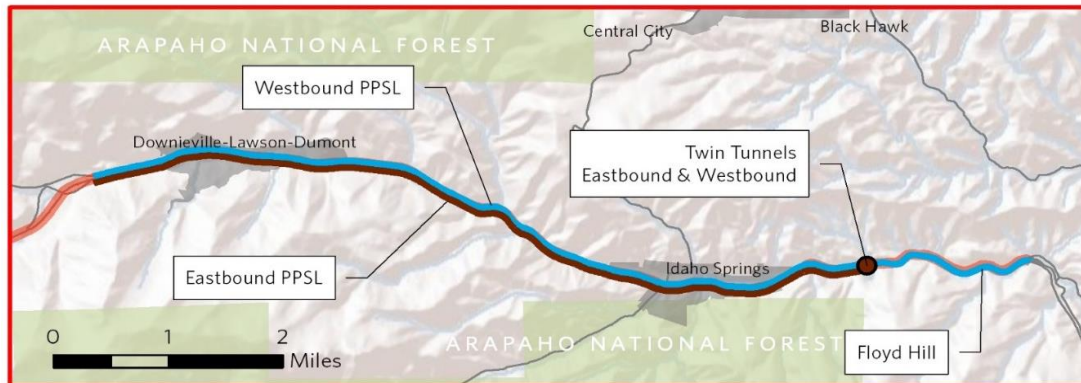 ARAPAHO NATIONAL FOREST
Central City
Black Hawk
Westbound PPSL
Downieville-Lawson-Dumont
Twin Tunnels
Eastbound & Westbound
Eastbound PPSL
Idaho Springs
0 1 2
Miles
ARAPAHO NATIONAL FOREST
Floyd Hill